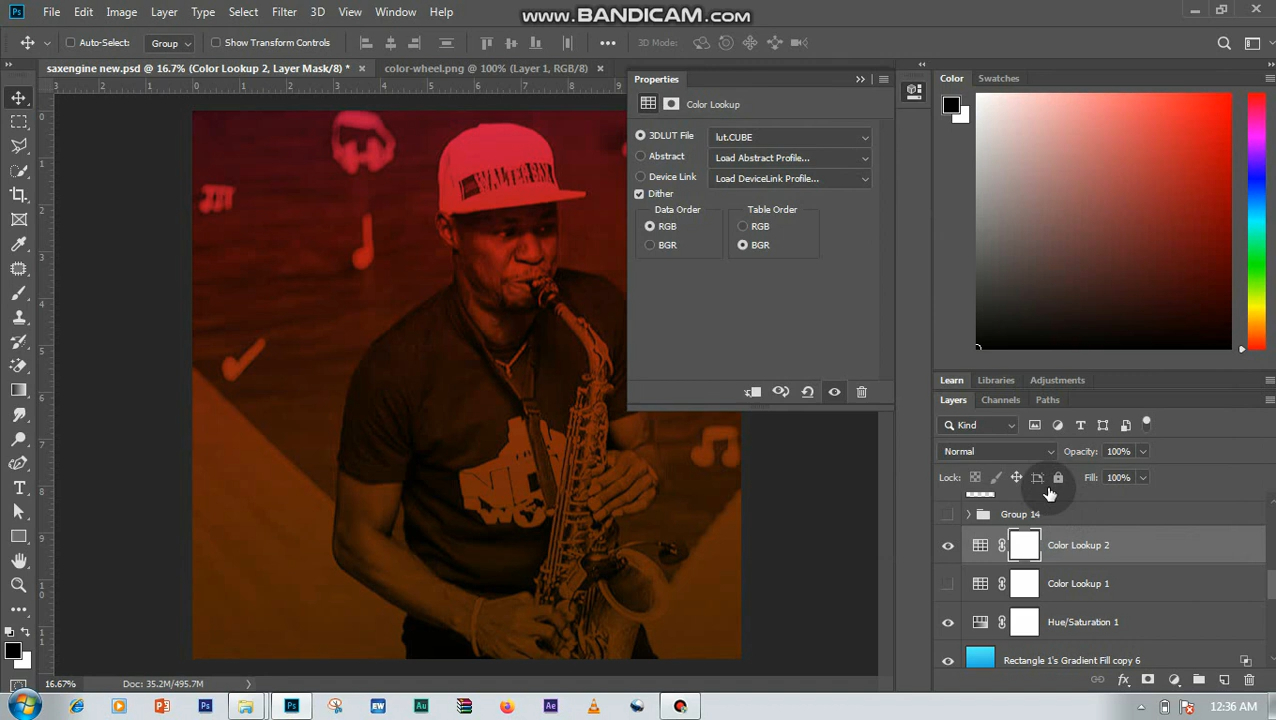 www.BANDICAM.com
Ps File Edit Image Layer Type Select Filter 3D View Window Help
Auto-Select: Group Show Transform Controls 3D Mode:
saxengine new.psd @ 16.7% (Color Lookup 2, Layer Mask/8) * × color-wheel.png @ 100% (Layer 1, RGB/8) ×
Properties
Color Lookup
3DLUT File lut.CUBE
Abstract Load Abstract Profile...
Device Link Load DeviceLink Profile...
Dither
Data Order Table Order
RGB RGB
BGR BGR
WALTER SAX
Color Swatches
Learn Libraries Adjustments
Layers Channels Paths
Kind
Normal Opacity: 100%
Lock: Fill: 100%
Group 14
Color Lookup 2
Color Lookup 1
Hue/Saturation 1
Rectangle 1's Gradient Fill copy 6
fx
16.67% Doc: 35.2M/495.7M
12:36 AM